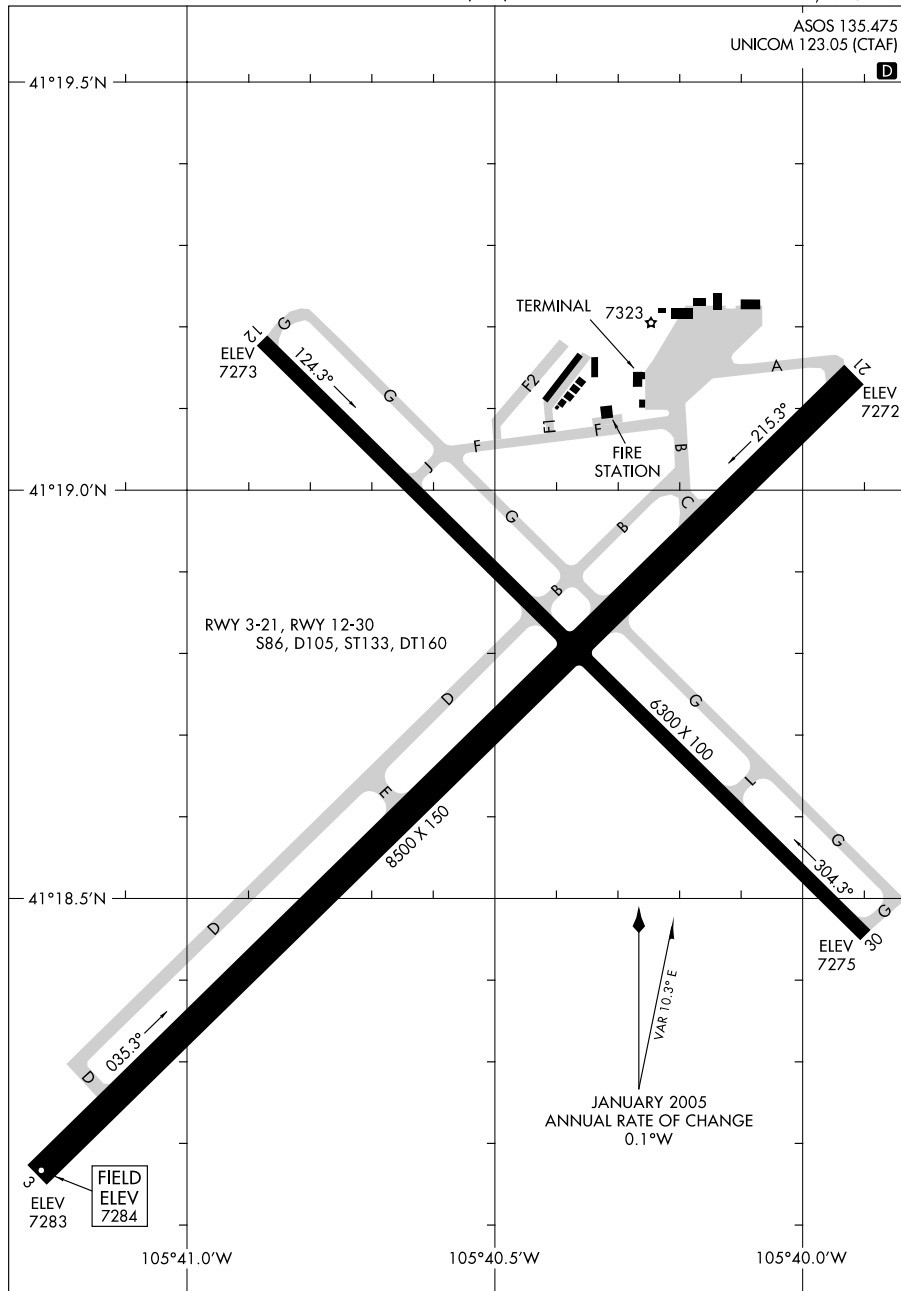 ASOS 135.475
UNICOM 123.05 (CTAF)
D
41°19.5'N
TERMINAL
7323
G
12
ELEV
7273
124.3°
G
F2
A
21
ELEV
7272
215.3°
F1
F
F
FIRE
STATION
B
J
41°19.0'N
G
C
B
B
RWY 3-21, RWY 12-30
S86, D105, ST133, DT160
D
G
6300 X 100
E
L
8500 X 150
G
304.3°
41°18.5'N
G
30
ELEV
7275
D
VAR 10.3° E
035.3°
D
JANUARY 2005
ANNUAL RATE OF CHANGE
0.1°W
3
FIELD
ELEV
7284
ELEV
7283
105°41.0'W
105°40.5'W
105°40.0'W